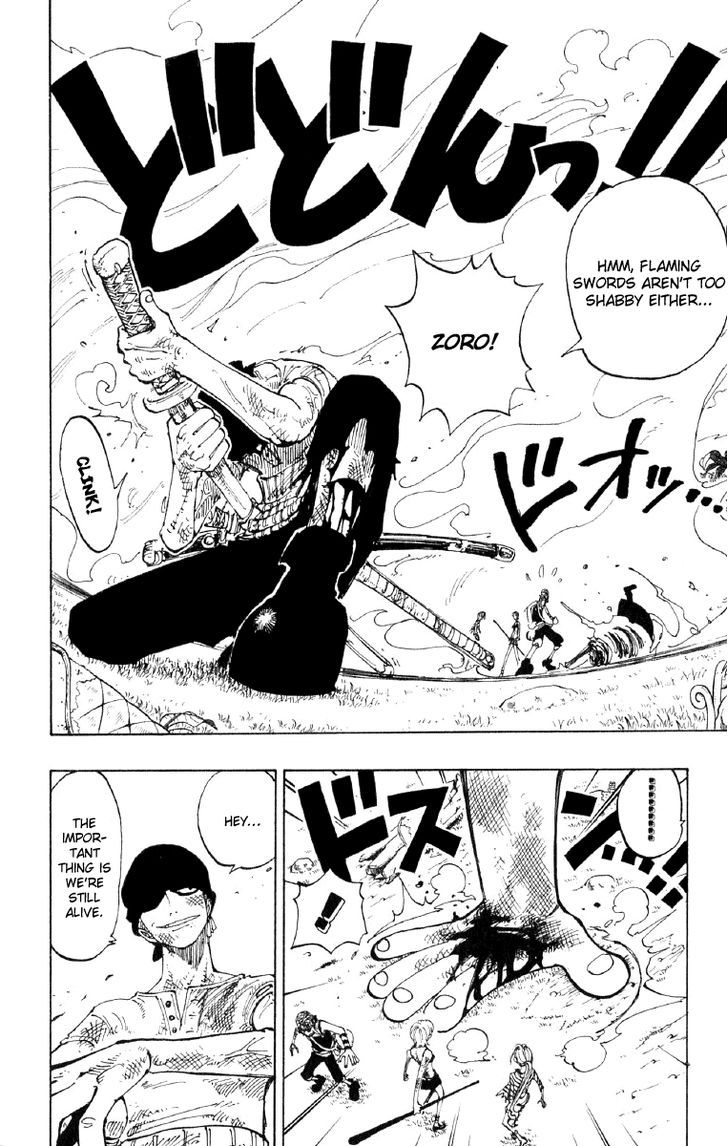 どどんっ!!
HMM, FLAMING
SWORDS AREN'T TOO
SHABBY EITHER...
ZORO!
CLINK!
ドオッ...
!!!!!!!!
ドスン!!
!
HEY...
THE
IMPOR-
TANT
THING IS
WE'RE
STILL
ALIVE.